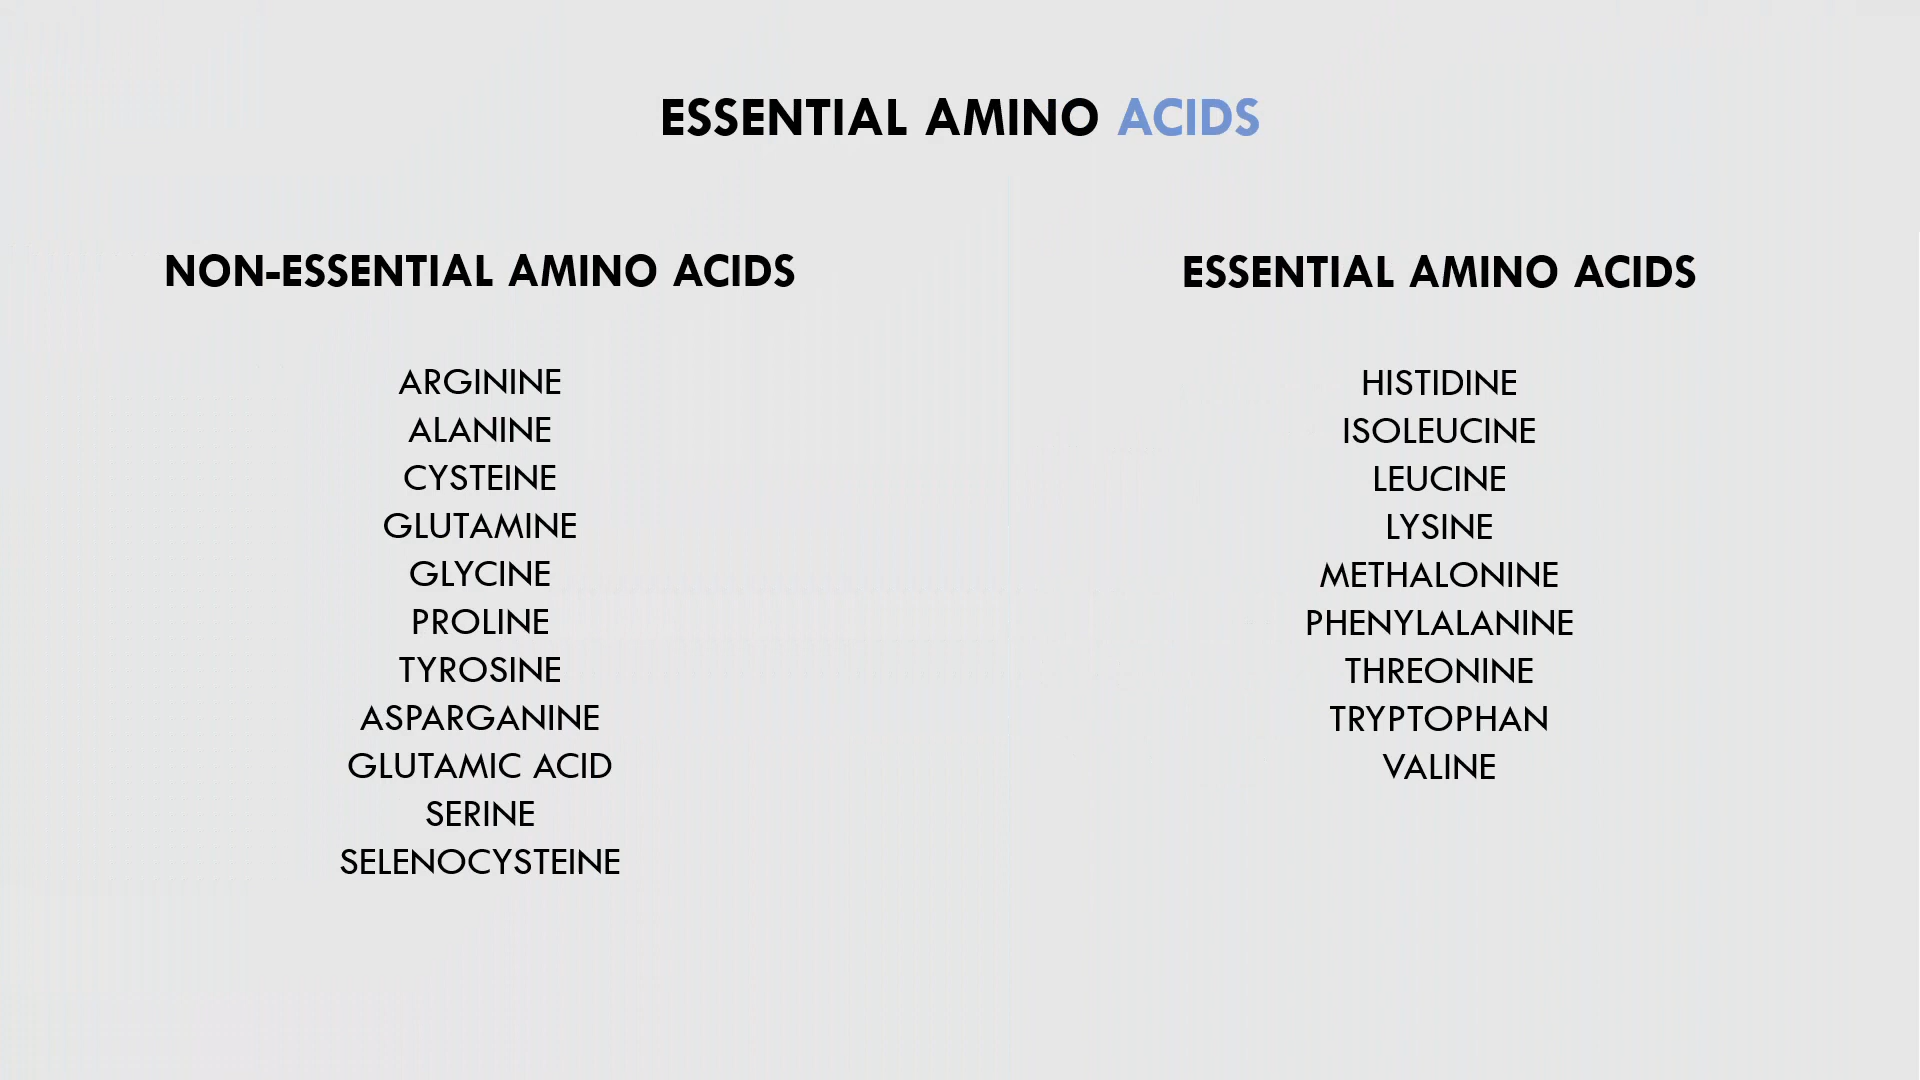 ESSENTIAL AMINO ACIDS
NON-ESSENTIAL AMINO ACIDS
ARGININE
ALANINE
CYSTEINE
GLUTAMINE
GLYCINE
PROLINE
TYROSINE
ASPARGANINE
GLUTAMIC ACID
SERINE
SELENOCYSTEINE
ESSENTIAL AMINO ACIDS
HISTIDINE
ISOLEUCINE
LEUCINE
LYSINE
METHALONINE
PHENYLALANINE
THREONINE
TRYPTOPHAN
VALINE